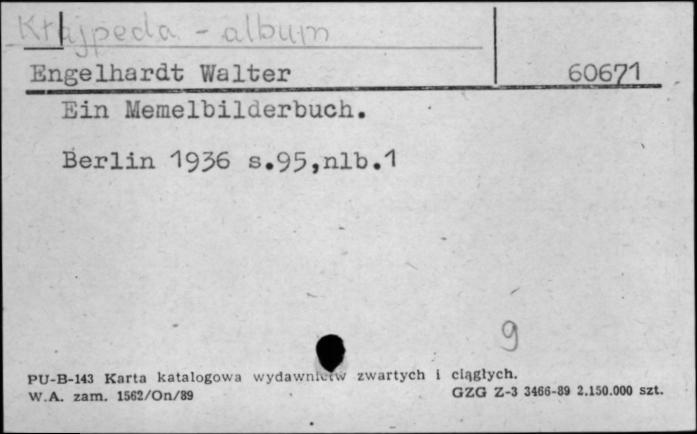 Kłajpeda - album
Engelhardt Walter 60671
Ein Memelbilderbuch.
Berlin 1936 s.95,nlb.1
9
PU-B-143 Karta katalogowa wydawnictw zwartych i ciągłych.
W.A. zam. 1562/On/89 GZG Z-3 3466-89 2.150.000 szt.